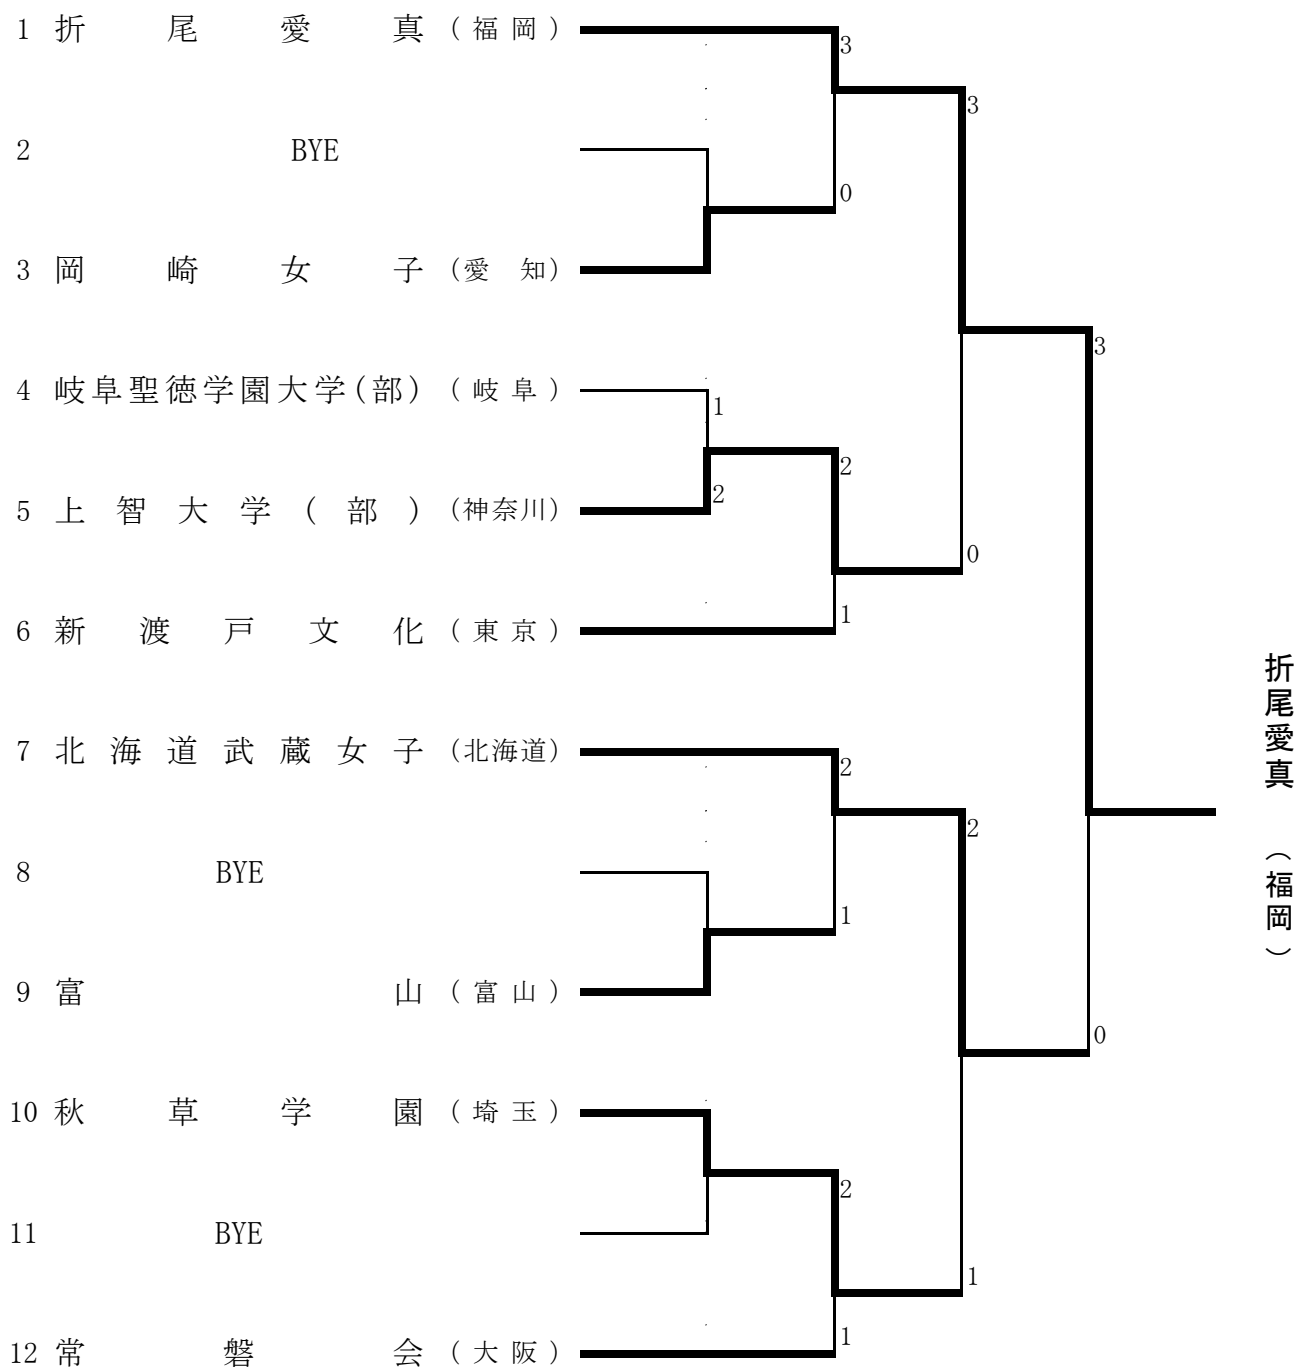 1 折尾愛真 (福岡)
3
3
2 BYE
0
3 岡崎女子 (愛知)
3
4 岐阜聖徳学園大学(部) (岐阜)
1
2
2
5 上智大学(部) (神奈川)
0
1
6 新渡戸文化 (東京)
折尾愛真 (福岡)
7 北海道武蔵女子 (北海道)
2
2
8 BYE
1
9 富山 (富山)
0
10 秋草学園 (埼玉)
2
11 BYE
1
1
12 常磐会 (大阪)